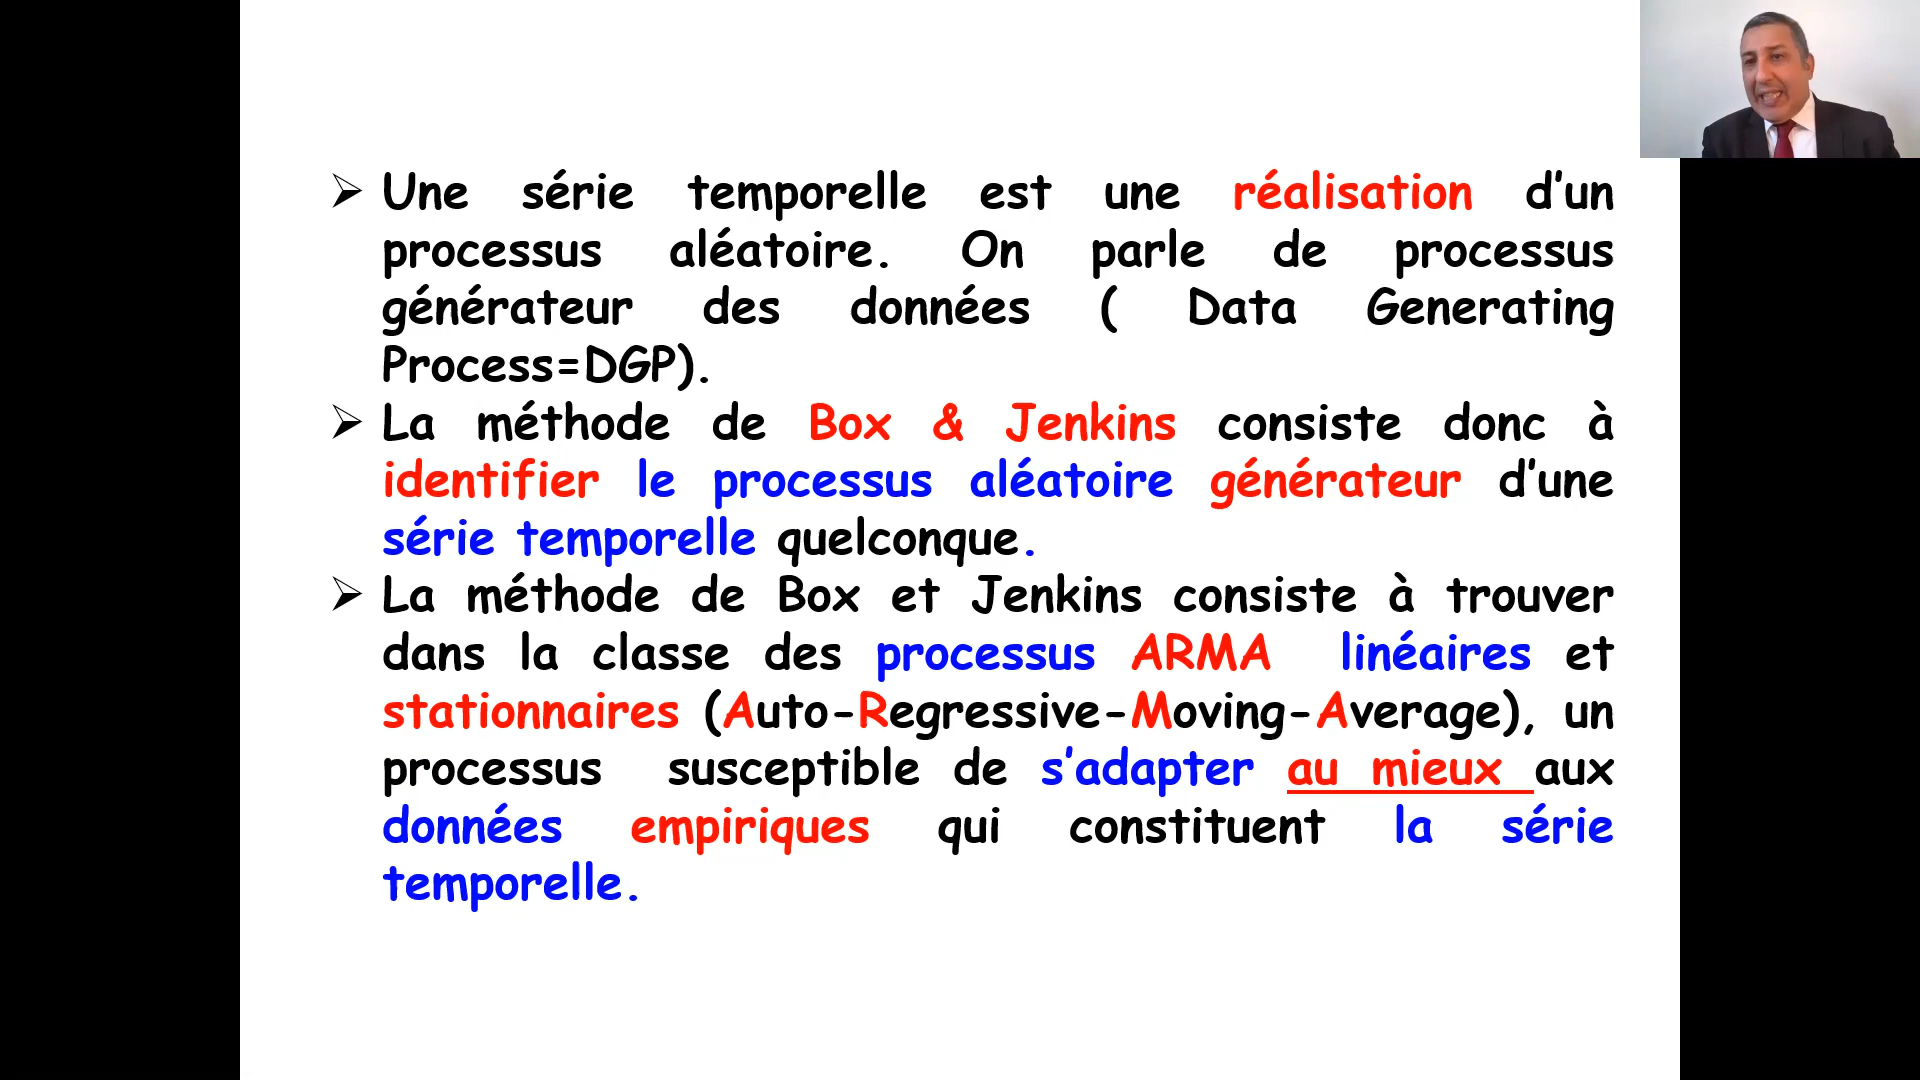 ➢ Une série temporelle est une réalisation d’un
processus aléatoire. On parle de processus
générateur des données ( Data Generating
Process=DGP).
➢ La méthode de Box & Jenkins consiste donc à
identifier le processus aléatoire générateur d’une
série temporelle quelconque.
➢ La méthode de Box et Jenkins consiste à trouver
dans la classe des processus ARMA linéaires et
stationnaires (Auto-Regressive-Moving-Average), un
processus susceptible de s’adapter au mieux aux
données empiriques qui constituent la série
temporelle.